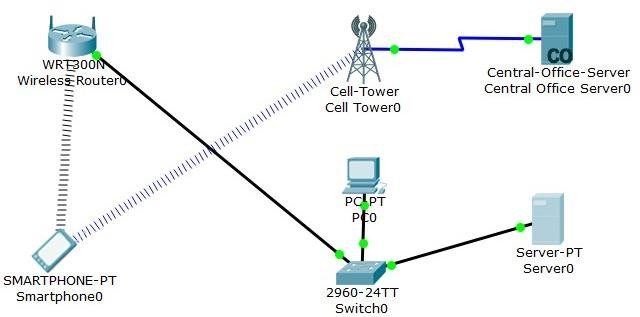 WRT300N
Wireless Router0
Cell-Tower
Cell Tower0
CO
Central-Office-Server
Central Office Server0
PC-PT
PC0
Server-PT
Server0
SMARTPHONE-PT
Smartphone0
2960-24TT
Switch0